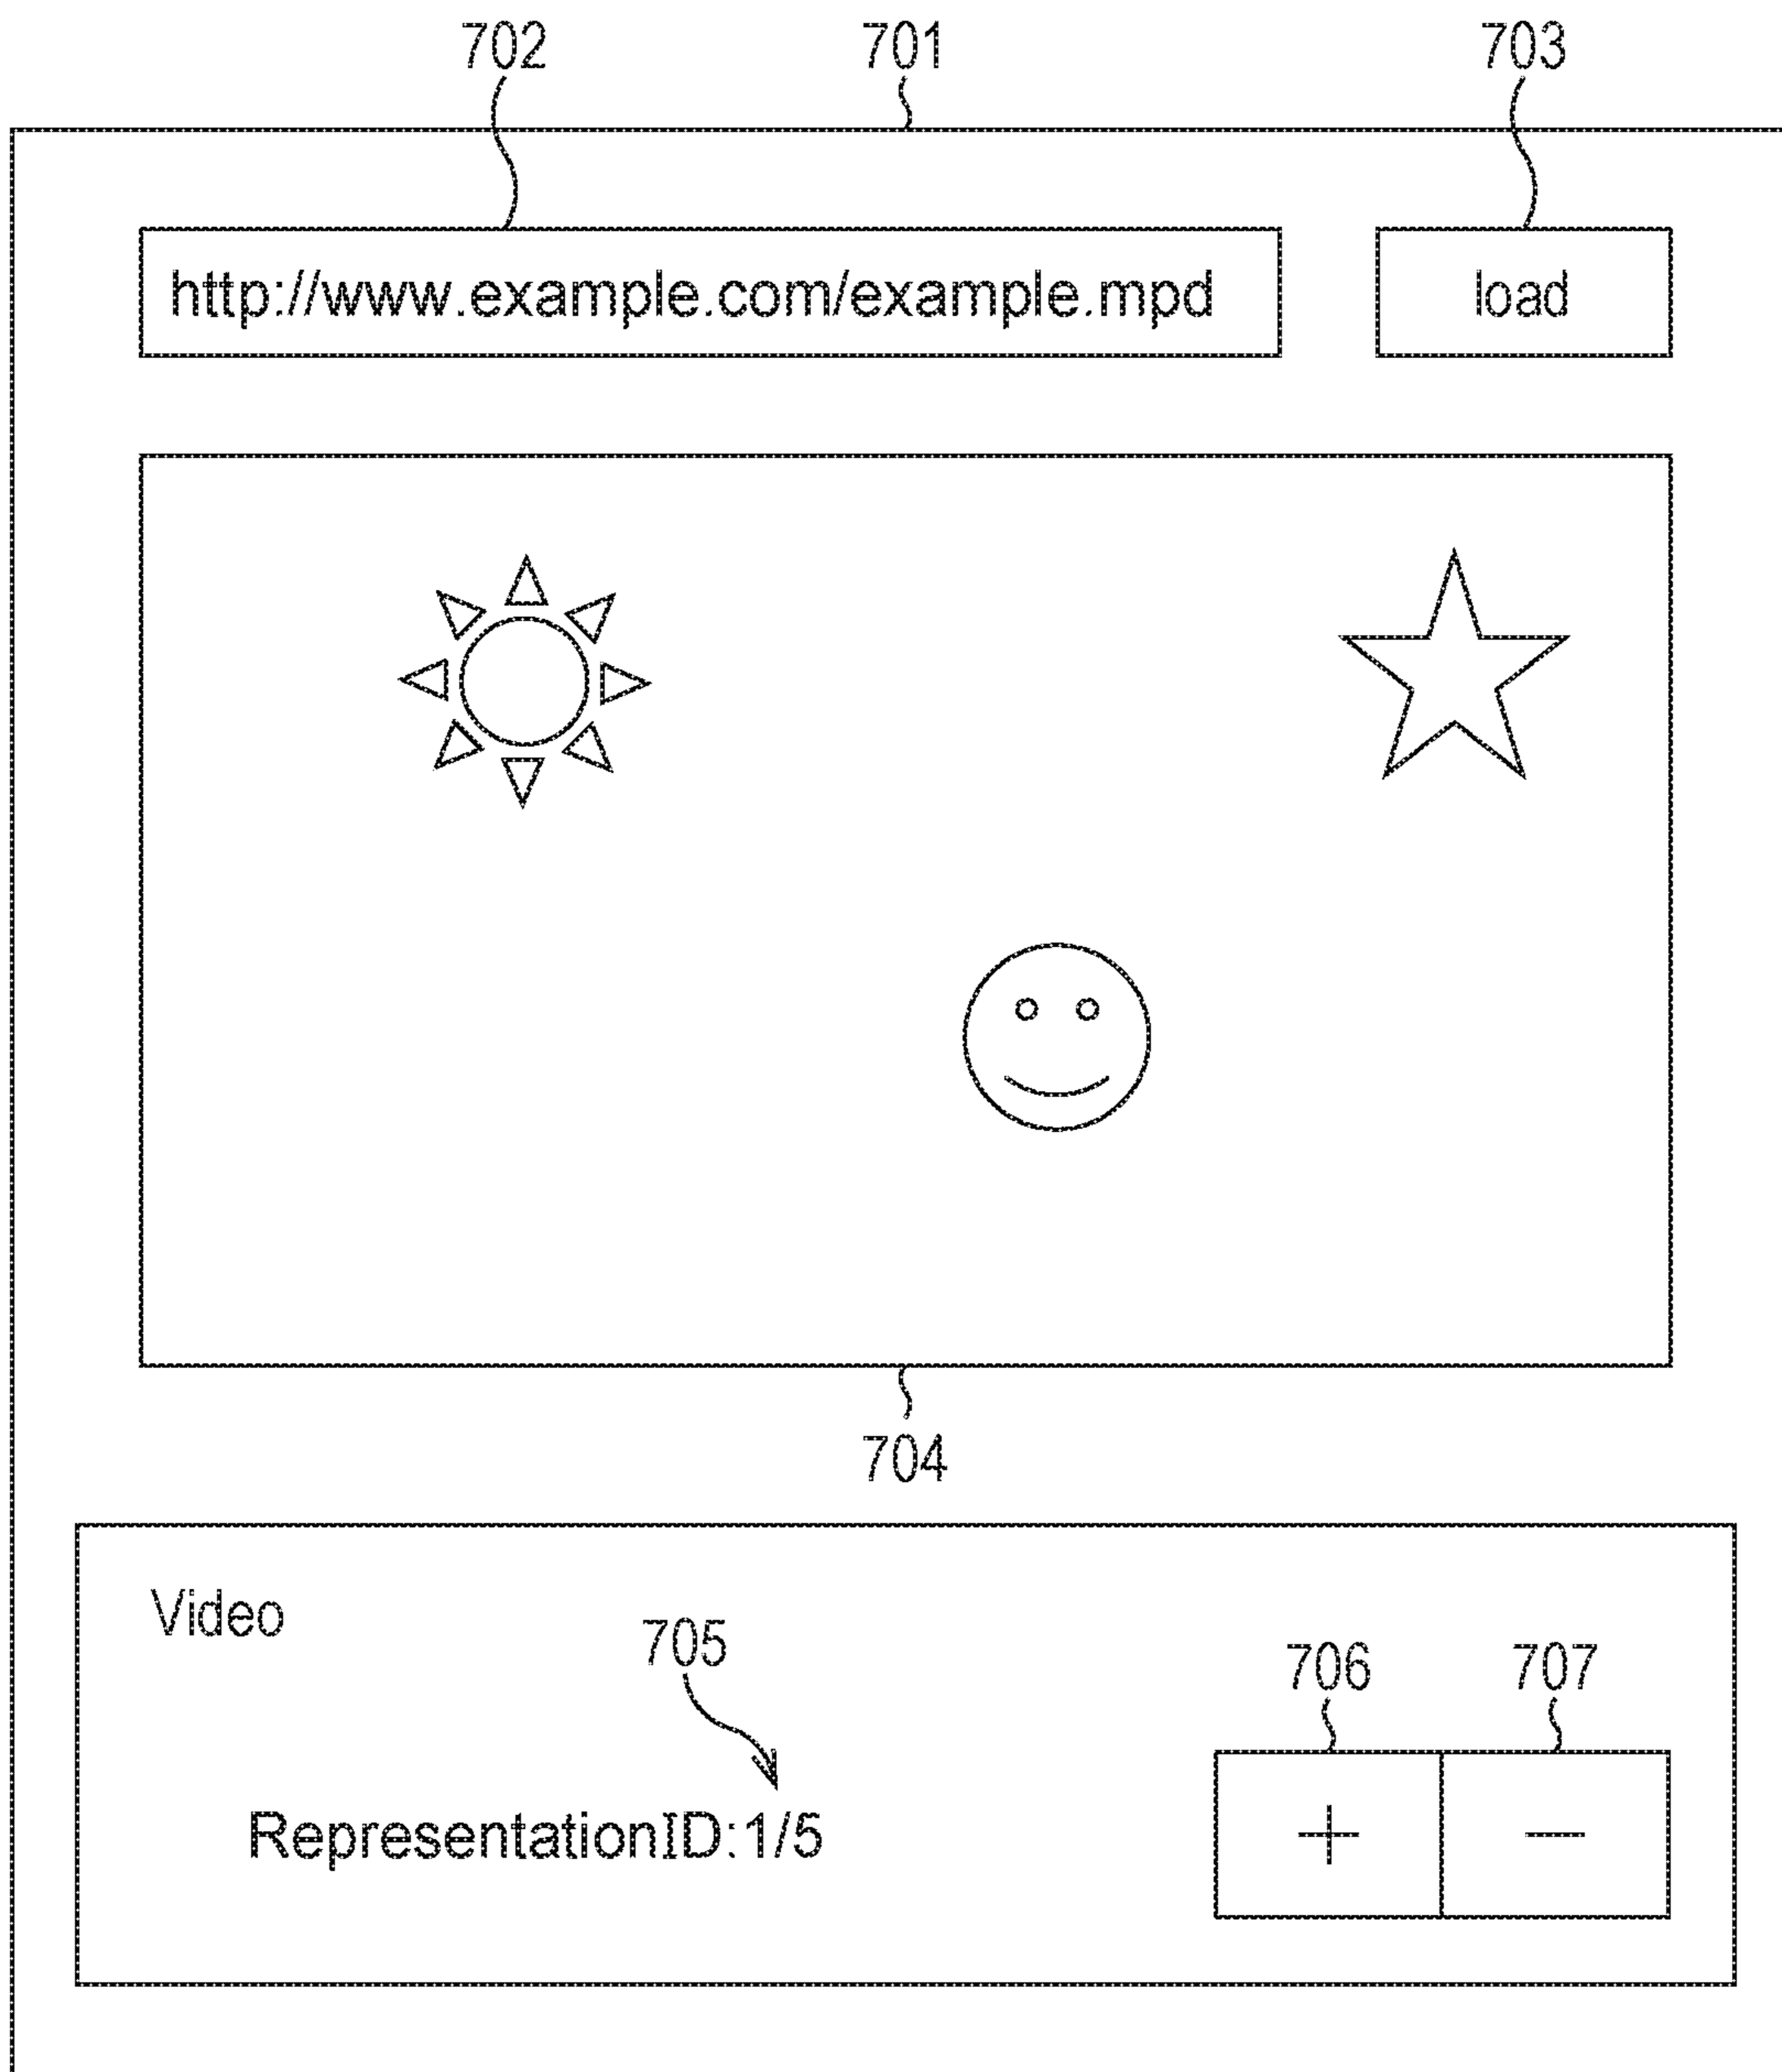 702 701 703
http://www.example.com/example.mpd load
704
Video
705
706 707
RepresentationID:1/5 + −